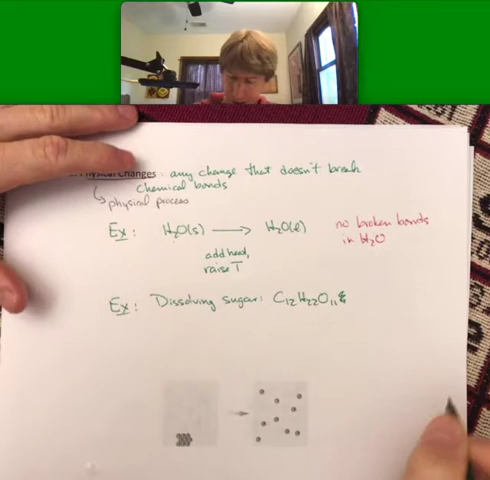 Physical Changes: any change that doesn't break
chemical bonds
physical process
Ex: H₂O(s) → H₂O(l) no broken bonds
in H₂O
add heat,
raise T
Ex: Dissolving sugar: C₁₂H₂₂O₁₁